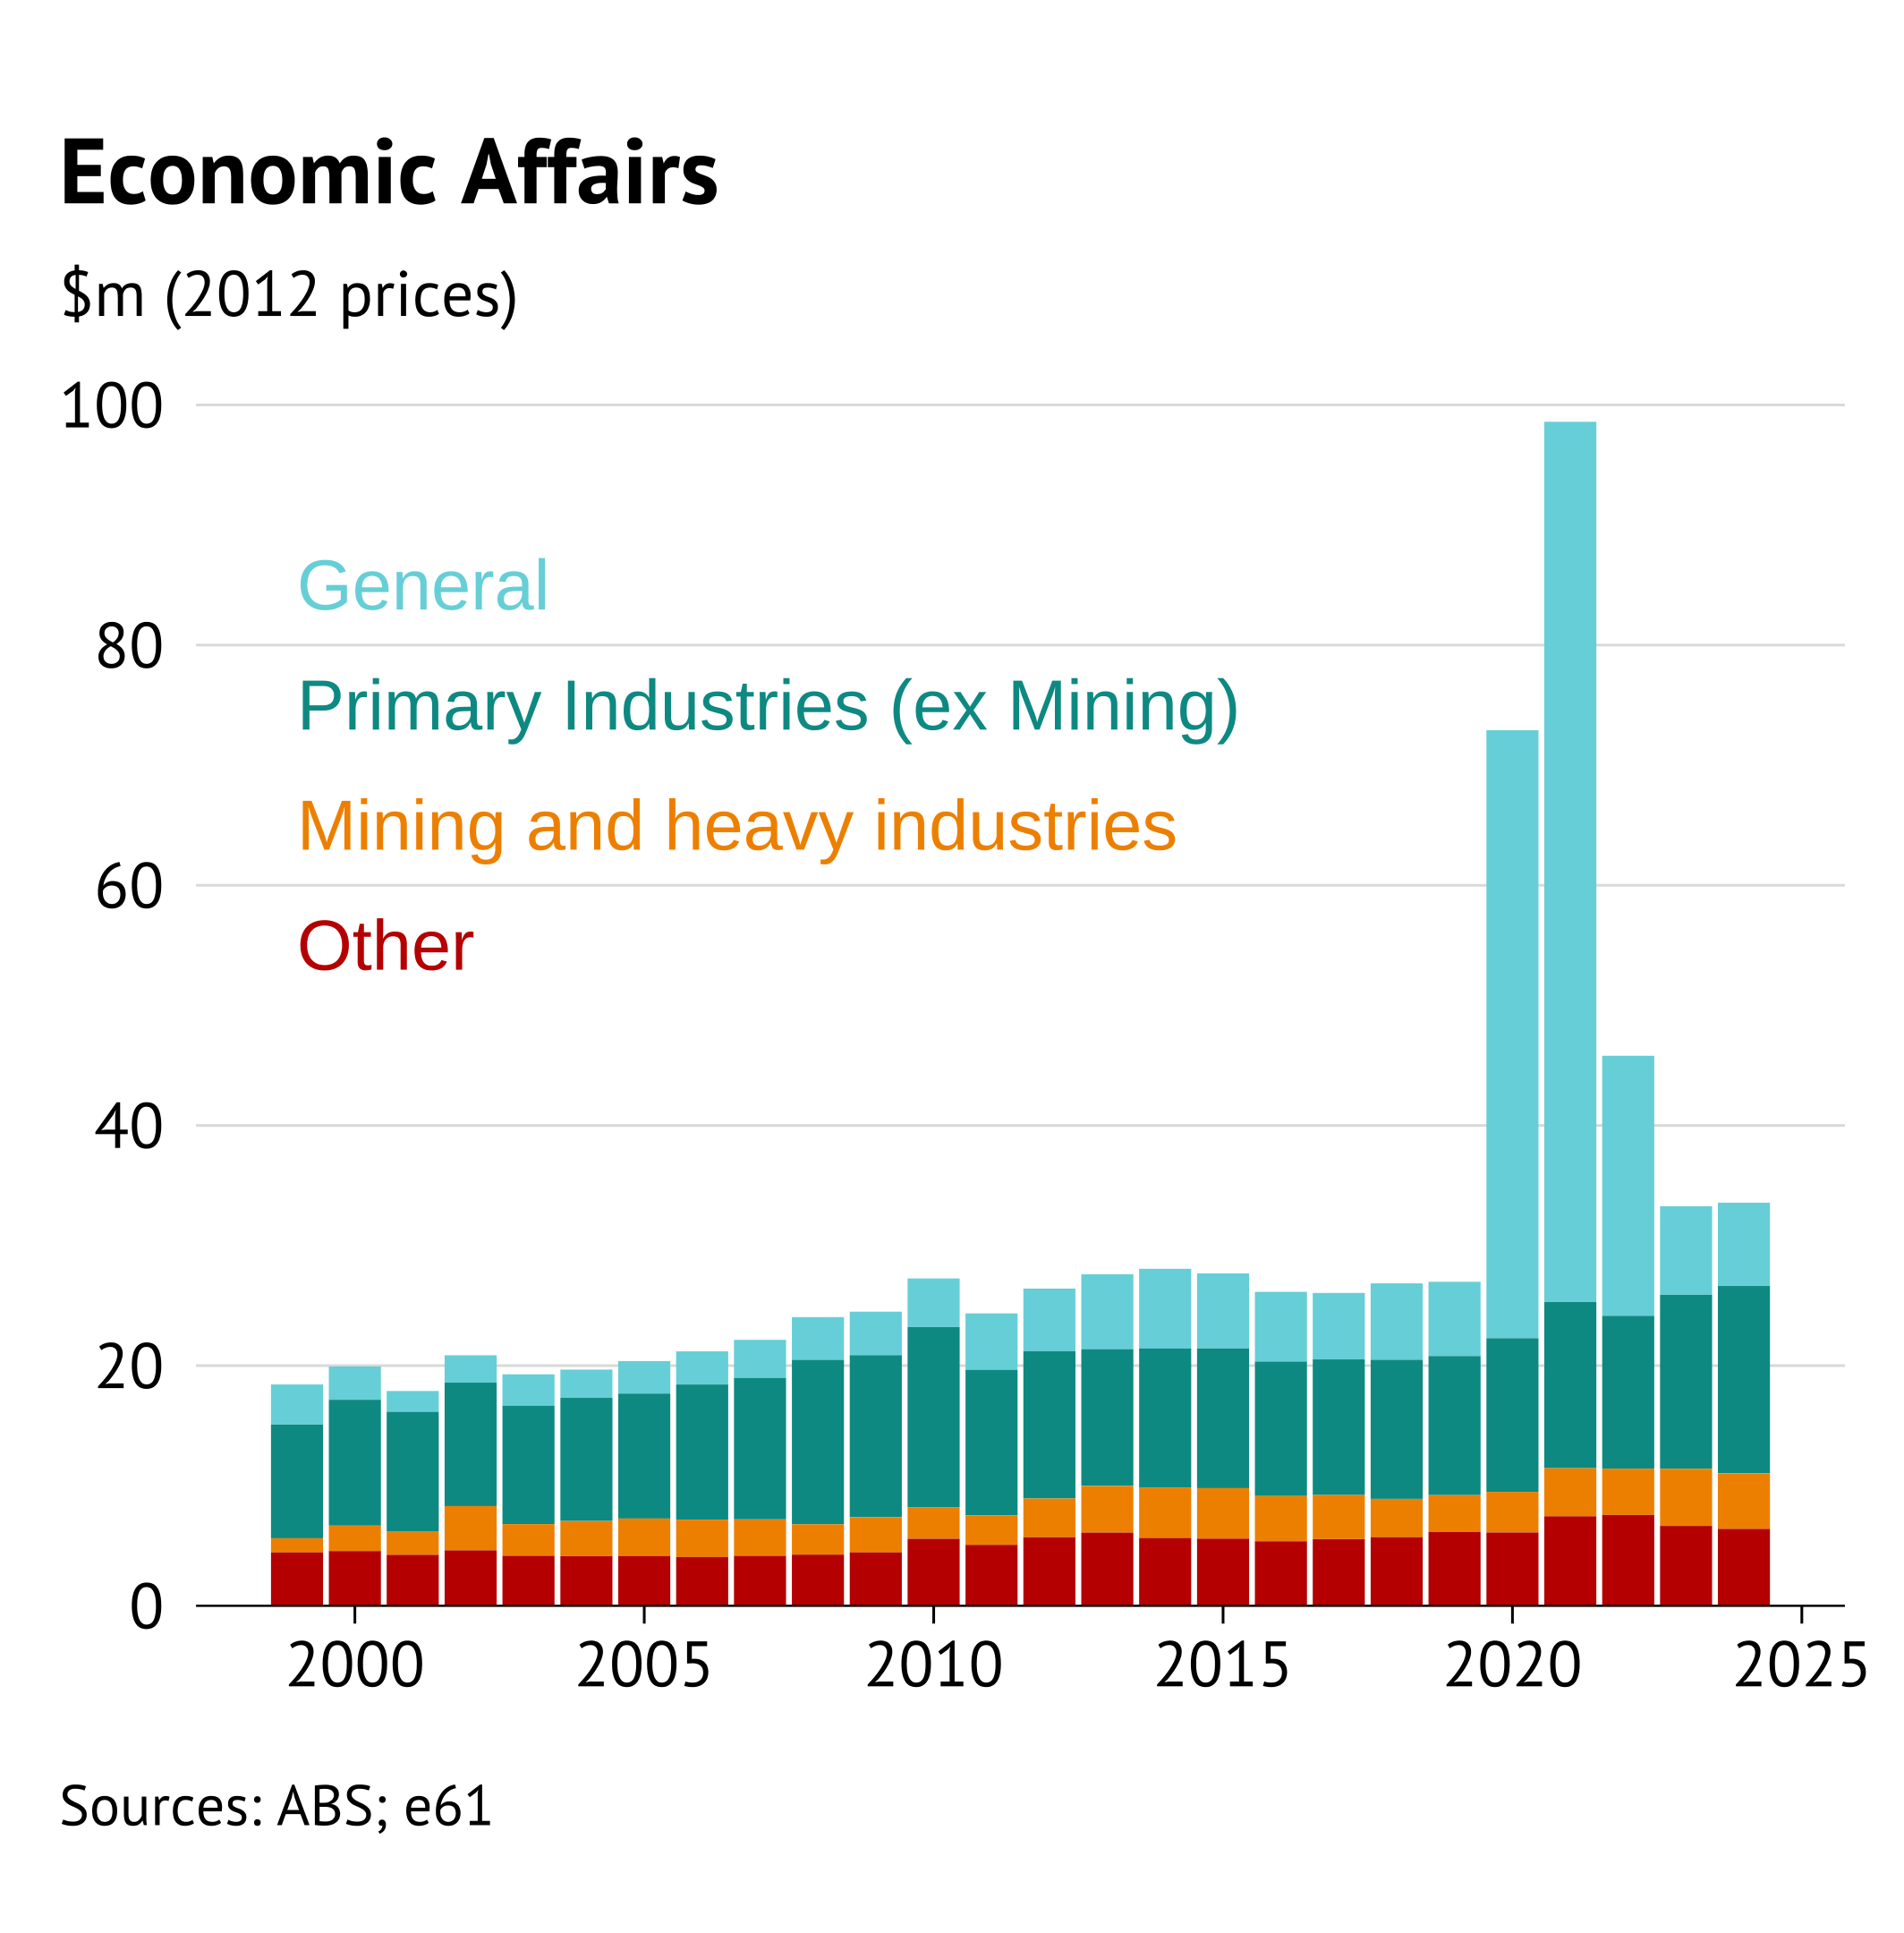 Economic Affairs
$m (2012 prices)
100
General
80
Primary Industries (ex Mining)
Mining and heavy industries
60
Other
40
20
0
2000 2005 2010 2015 2020 2025
Sources: ABS; e61